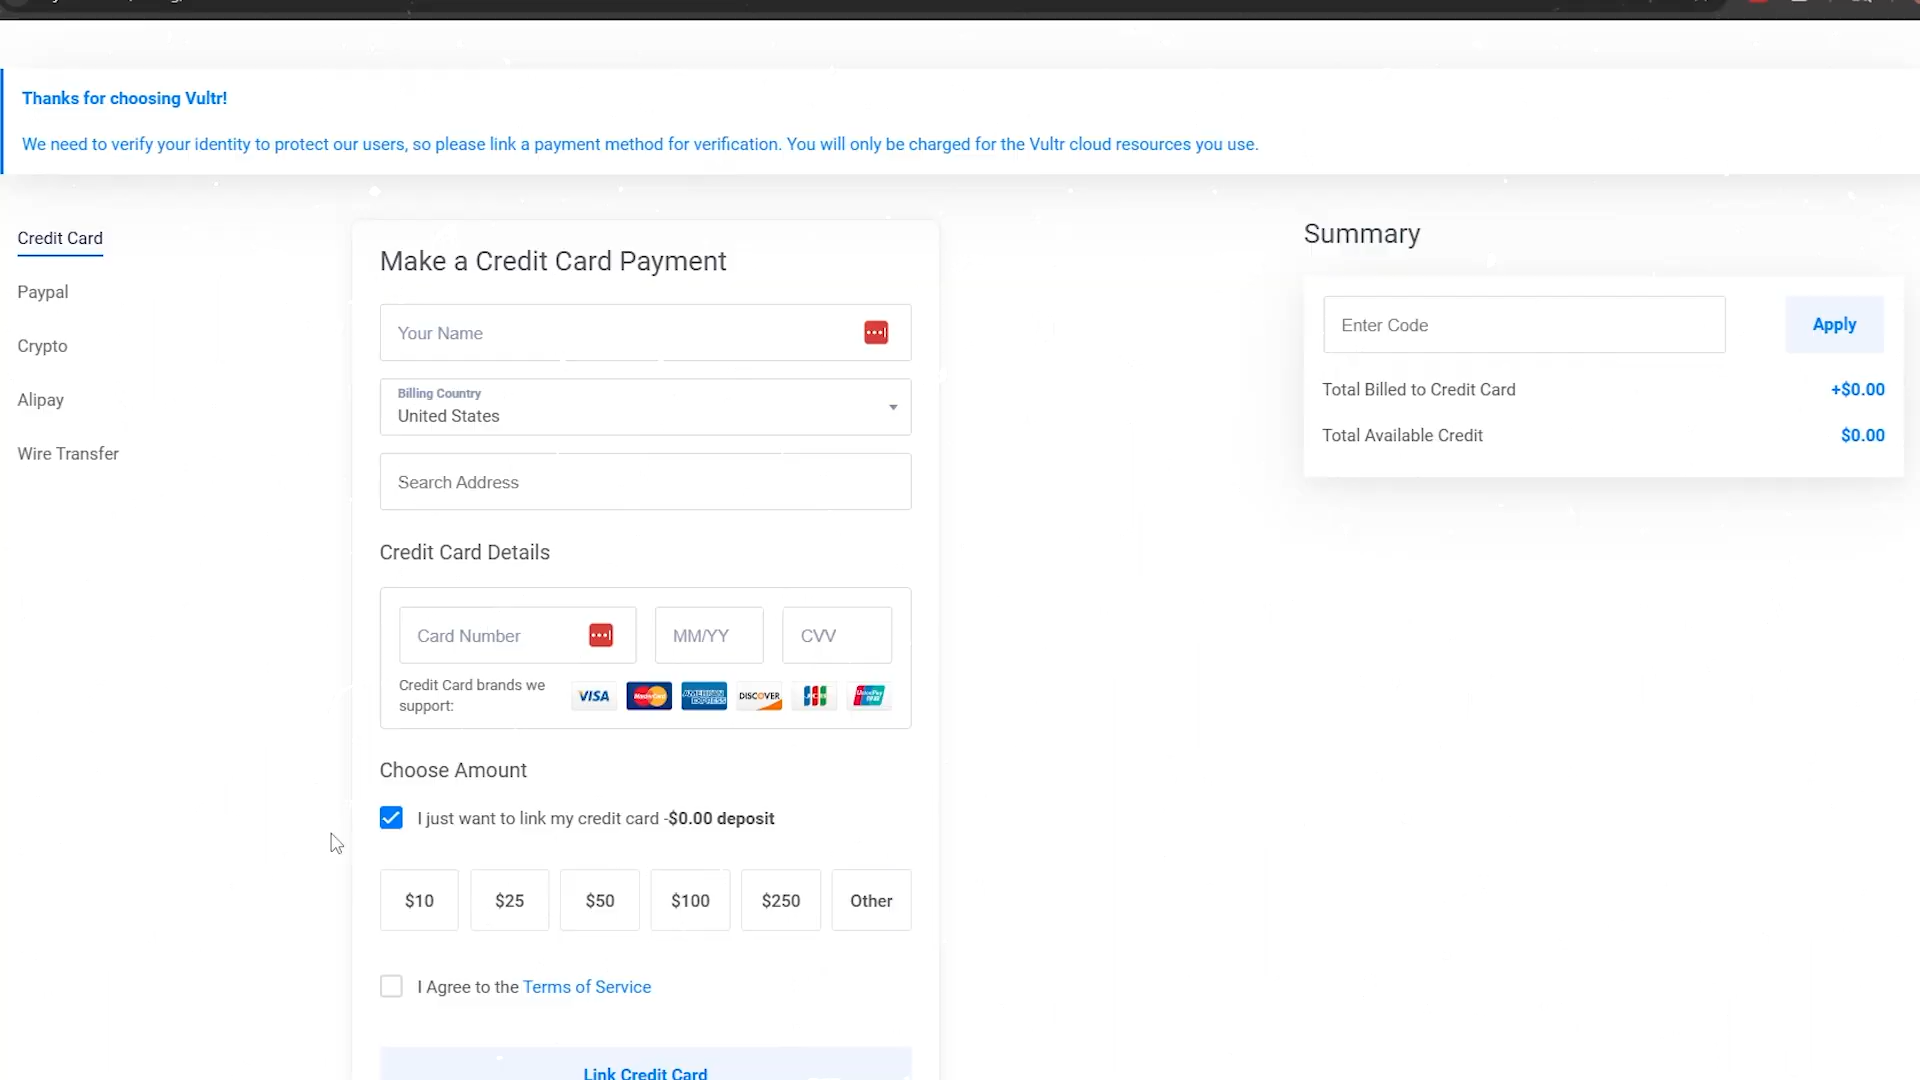 Thanks for choosing Vultr!
We need to verify your identity to protect our users, so please link a payment method for verification. You will only be charged for the Vultr cloud resources you use.
Credit Card
Paypal
Crypto
Alipay
Wire Transfer
Make a Credit Card Payment
Your Name
Billing Country
United States
Search Address
Credit Card Details
Card Number
MM/YY
CVV
Credit Card brands we
support:
VISA
MasterCard
AMERICAN
EXPRESS
DISCOVER
JCB
UnionPay
Choose Amount
I just want to link my credit card -$0.00 deposit
$10
$25
$50
$100
$250
Other
I Agree to the Terms of Service
Link Credit Card
Summary
Enter Code
Apply
Total Billed to Credit Card
+$0.00
Total Available Credit
$0.00